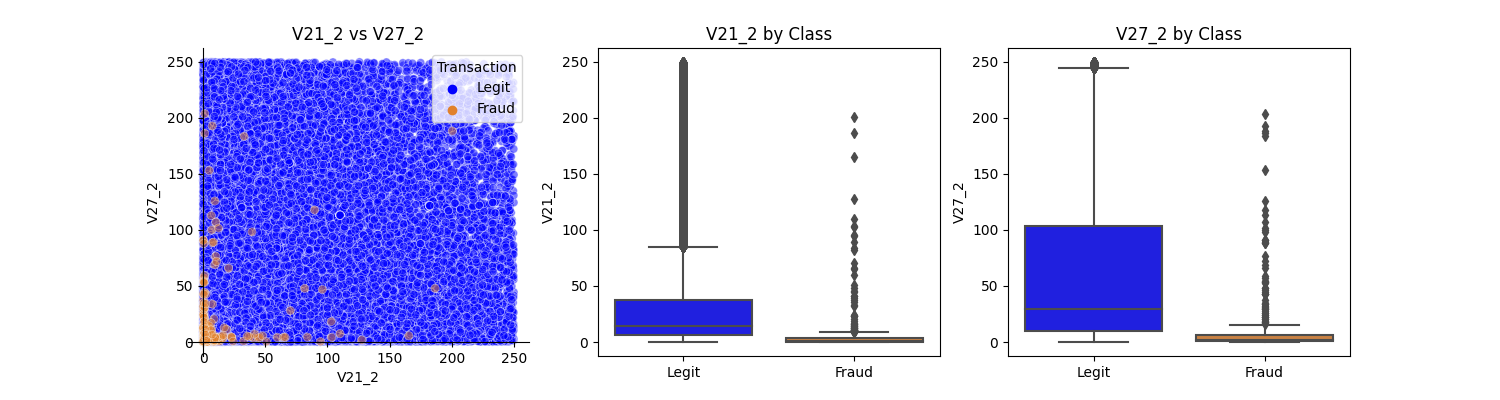 V21_2 vs V27_2
V27_2
250
200
150
100
50
0
0 50 100 150 200 250
V21_2
Transaction
Legit
Fraud
V21_2 by Class
V21_2
250
200
150
100
50
0
Legit Fraud
V27_2 by Class
V27_2
250
200
150
100
50
0
Legit Fraud